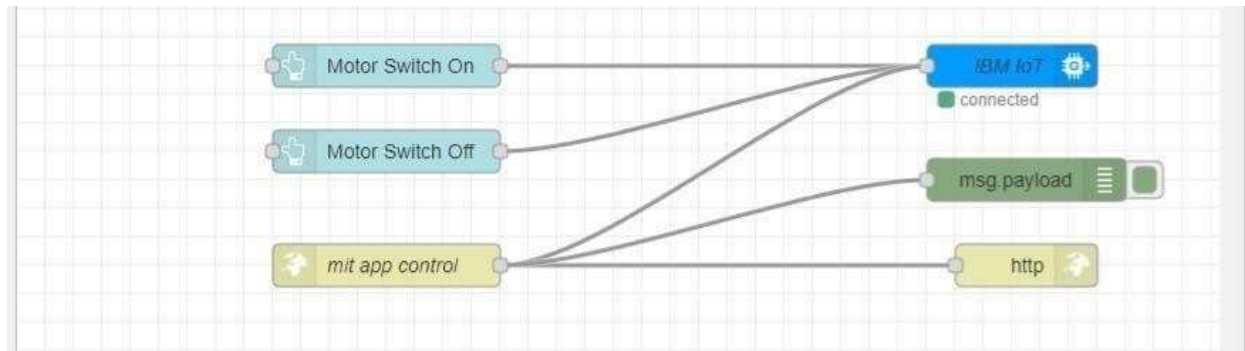 Motor Switch On
IBM IoT
connected
Motor Switch Off
msg.payload
mit app control
http